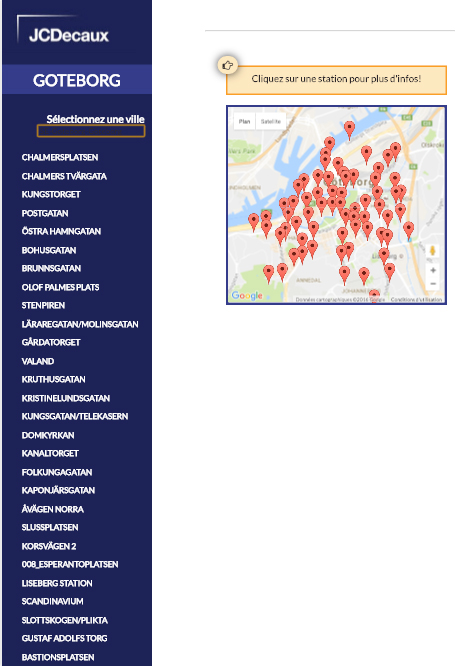 JCDecaux
GOTEBORG
Sélectionnez une ville
CHALMERSPLATSEN
CHALMERS TVÄRGATA
KUNGSTORGET
POSTGATAN
ÖSTRA HAMNGATAN
BOHUSGATAN
BRUNNSGATAN
OLOF PALMES PLATS
STENPIREN
LÄRAREGATAN/MOLINSGATAN
GÅRDATORGET
VALAND
KRUTHUSGATAN
KRISTINELUNDSGATAN
KUNGSGATAN/TELEKASERN
DOMKYRKAN
KANALTORGET
FOLKUNGAGATAN
KAPONJÄRSGATAN
ÅVÄGEN NORRA
SLUSSPLATSEN
KORSVÄGEN 2
008_ESPERANTOPLATSEN
LISEBERG STATION
SCANDINAVIUM
SLOTTSKOGEN/PLIKTA
GUSTAF ADOLFS TORG
BASTIONSPLATSEN
Cliquez sur une station pour plus d'infos!
Plan Satellite
Google
Données cartographiques ©2016 Google Conditions d'utilisation